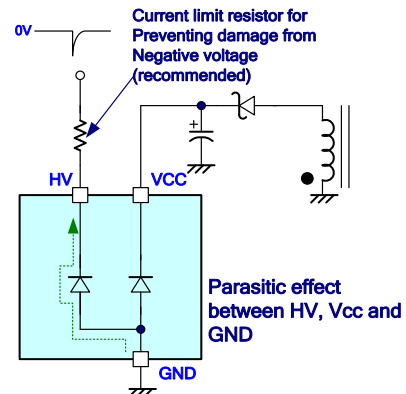 Current limit resistor for
Preventing damage from
Negative voltage
(recommended)
0V
+
HV
VCC
Parasitic effect
between HV, Vcc and
GND
GND